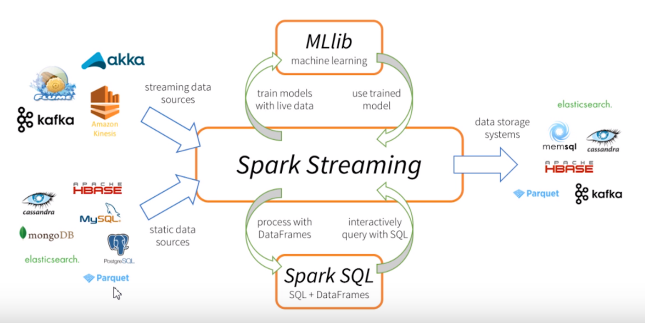 MLlib
machine learning
akka
FLUME
kafka
Amazon
Kinesis
streaming data
sources
train models
with live data
use trained
model
Spark Streaming
data storage
systems
elasticsearch.
memsql
cassandra
APACHE
HBASE
Parquet
kafka
APACHE
HBASE
cassandra
MySQL
mongoDB
PostgreSQL
elasticsearch.
Parquet
static data
sources
process with
DataFrames
interactively
query with SQL
Spark SQL
SQL + DataFrames